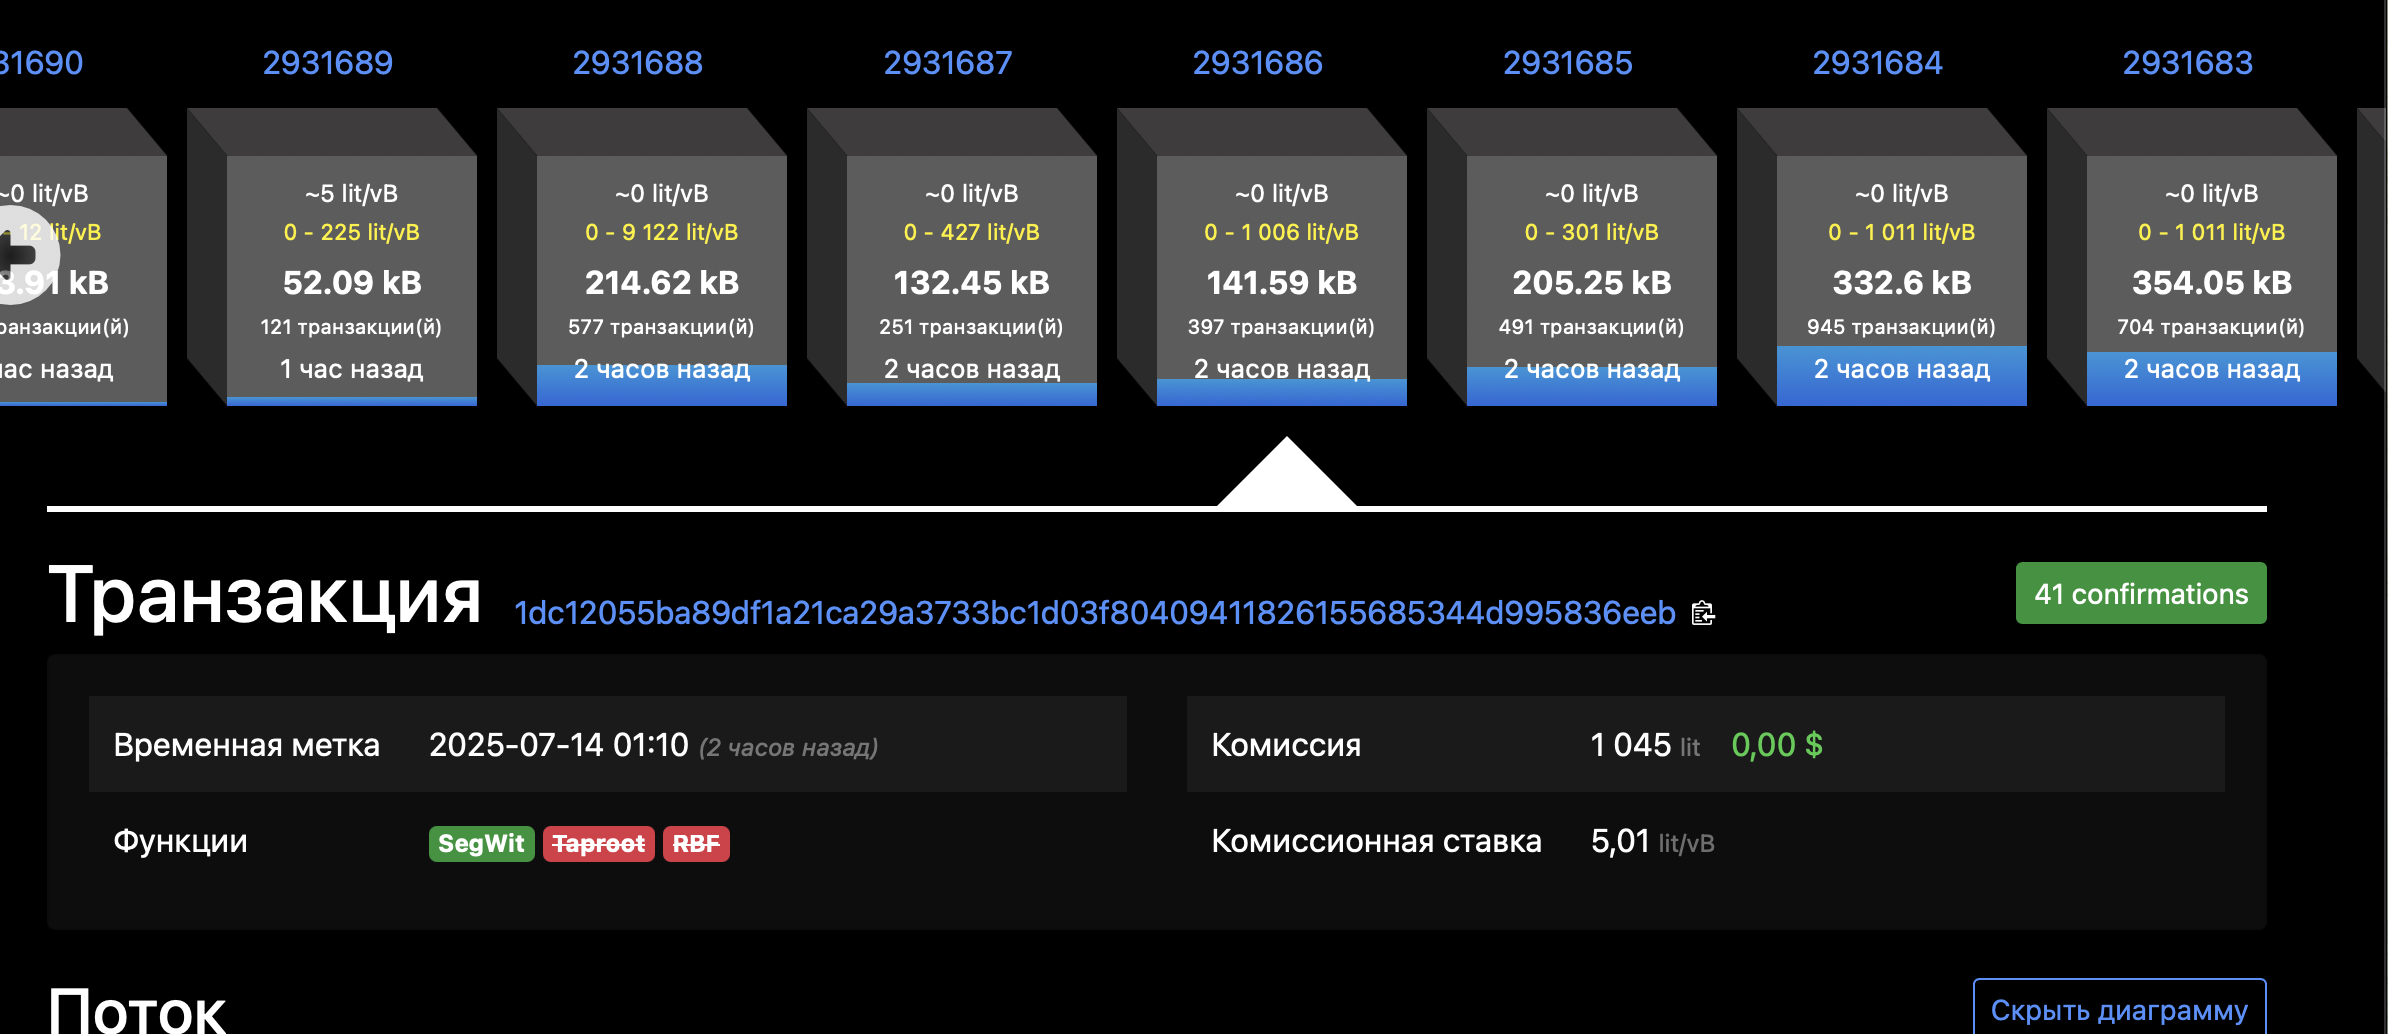 31690 2931689 2931688 2931687 2931686 2931685 2931684 2931683
~0 lit/vB ~5 lit/vB ~0 lit/vB ~0 lit/vB ~0 lit/vB ~0 lit/vB ~0 lit/vB ~0 lit/vB
- 12 lit/vB 0 - 225 lit/vB 0 - 9 122 lit/vB 0 - 427 lit/vB 0 - 1 006 lit/vB 0 - 301 lit/vB 0 - 1 011 lit/vB 0 - 1 011 lit/vB
3.91 kB 52.09 kB 214.62 kB 132.45 kB 141.59 kB 205.25 kB 332.6 kB 354.05 kB
ранзакции(й) 121 транзакции(й) 577 транзакции(й) 251 транзакции(й) 397 транзакции(й) 491 транзакции(й) 945 транзакции(й) 704 транзакции(й)
час назад 1 час назад 2 часов назад 2 часов назад 2 часов назад 2 часов назад 2 часов назад 2 часов назад
Транзакция 1dc12055ba89df1a21ca29a3733bc1d03f80409411826155685344d995836eeb 41 confirmations
Временная метка 2025-07-14 01:10 (2 часов назад) Комиссия 1 045 lit 0,00 $
Функции SegWit Taproot RBF Комиссионная ставка 5,01 lit/vB
Поток Скрыть диаграмму